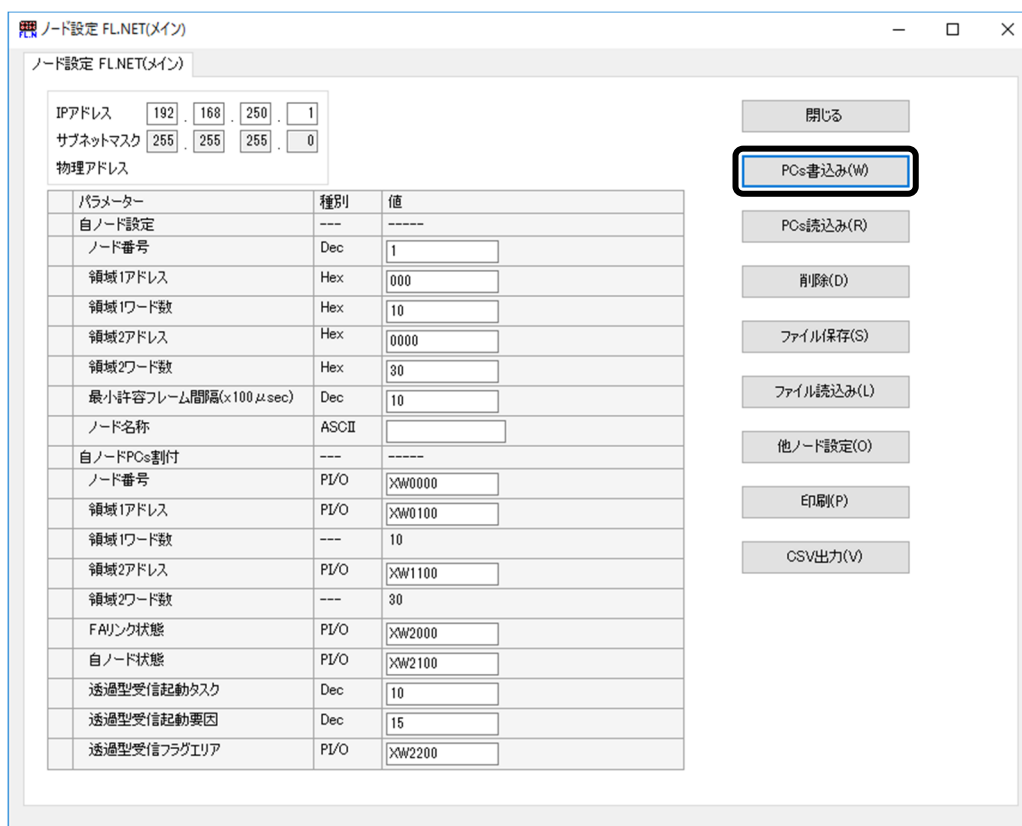 ノード設定 FL.NET(メイン)
ノード設定 FL.NET(メイン)
IPアドレス 192 . 168 . 250 . 1
サブネットマスク 255 . 255 . 255 . 0
物理アドレス
パラメーター 種別 値
自ノード設定 --- -----
ノード番号 Dec 1
領域1アドレス Hex 000
領域1ワード数 Hex 10
領域2アドレス Hex 0000
領域2ワード数 Hex 30
最小許容フレーム間隔(x100μsec) Dec 10
ノード名称 ASCII
自ノードPCs割付 --- -----
ノード番号 PI/O XW0000
領域1アドレス PI/O XW0100
領域1ワード数 --- 10
領域2アドレス PI/O XW1100
領域2ワード数 --- 30
FAリンク状態 PI/O XW2000
自ノード状態 PI/O XW2100
透過型受信起動タスク Dec 10
透過型受信起動要因 Dec 15
透過型受信フラグエリア PI/O XW2200
閉じる
PCs書込み(W)
PCs読込み(R)
削除(D)
ファイル保存(S)
ファイル読込み(L)
他ノード設定(O)
印刷(P)
CSV出力(V)